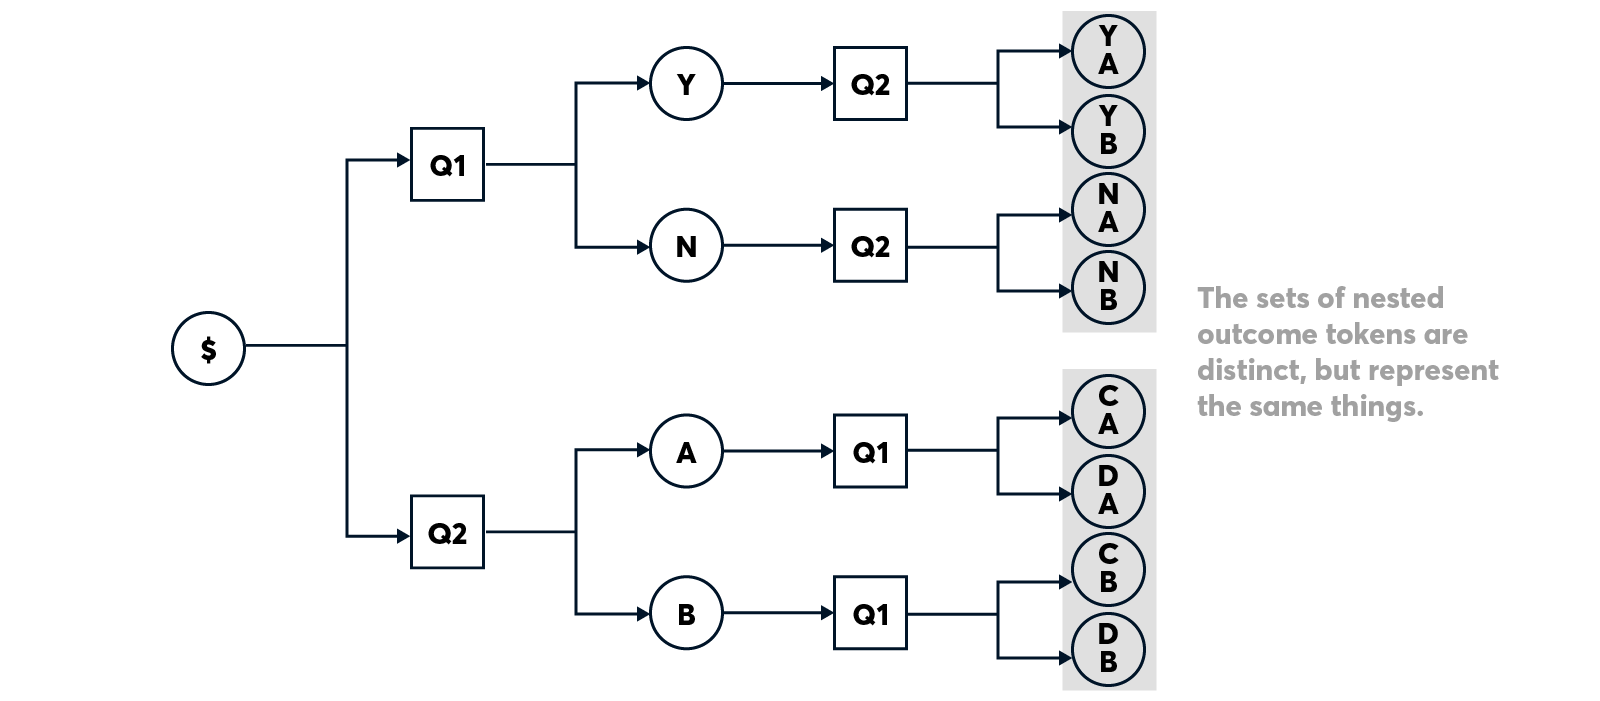 $
Q1
Y
Q2
Y
A
Y
B
N
Q2
N
A
N
B
Q2
A
Q1
C
A
D
A
B
Q1
C
B
D
B
The sets of nested
outcome tokens are
distinct, but represent
the same things.